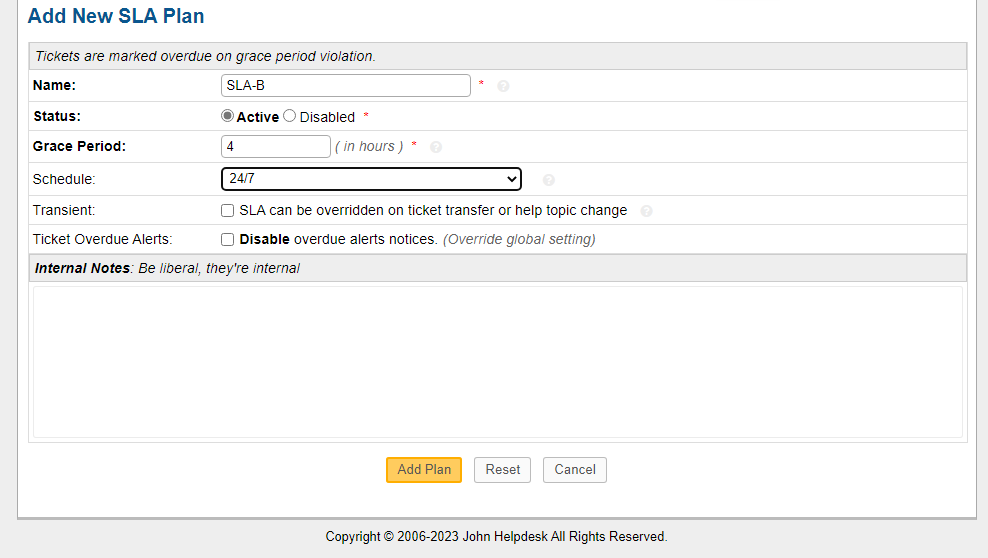 Add New SLA Plan
Tickets are marked overdue on grace period violation.
Name: SLA-B * ?
Status: Active Disabled *
Grace Period: 4 ( in hours ) * ?
Schedule: 24/7 ?
Transient: SLA can be overridden on ticket transfer or help topic change ?
Ticket Overdue Alerts: Disable overdue alerts notices. (Override global setting)
Internal Notes: Be liberal, they're internal
Add Plan Reset Cancel
Copyright © 2006-2023 John Helpdesk All Rights Reserved.